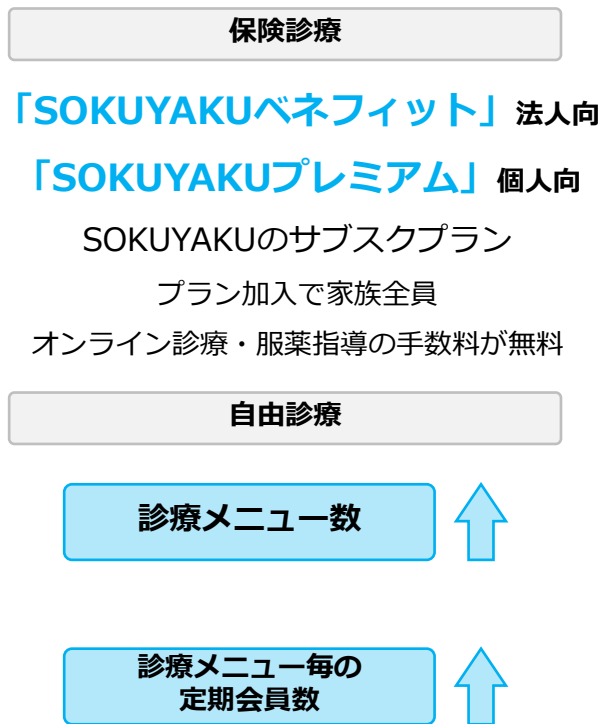 保険診療
「SOKUYAKUベネフィット」法人向
「SOKUYAKUプレミアム」個人向
SOKUYAKUのサブスクプラン
プラン加入で家族全員
オンライン診療・服薬指導の手数料が無料
自由診療
診療メニュー数
診療メニュー毎の
定期会員数